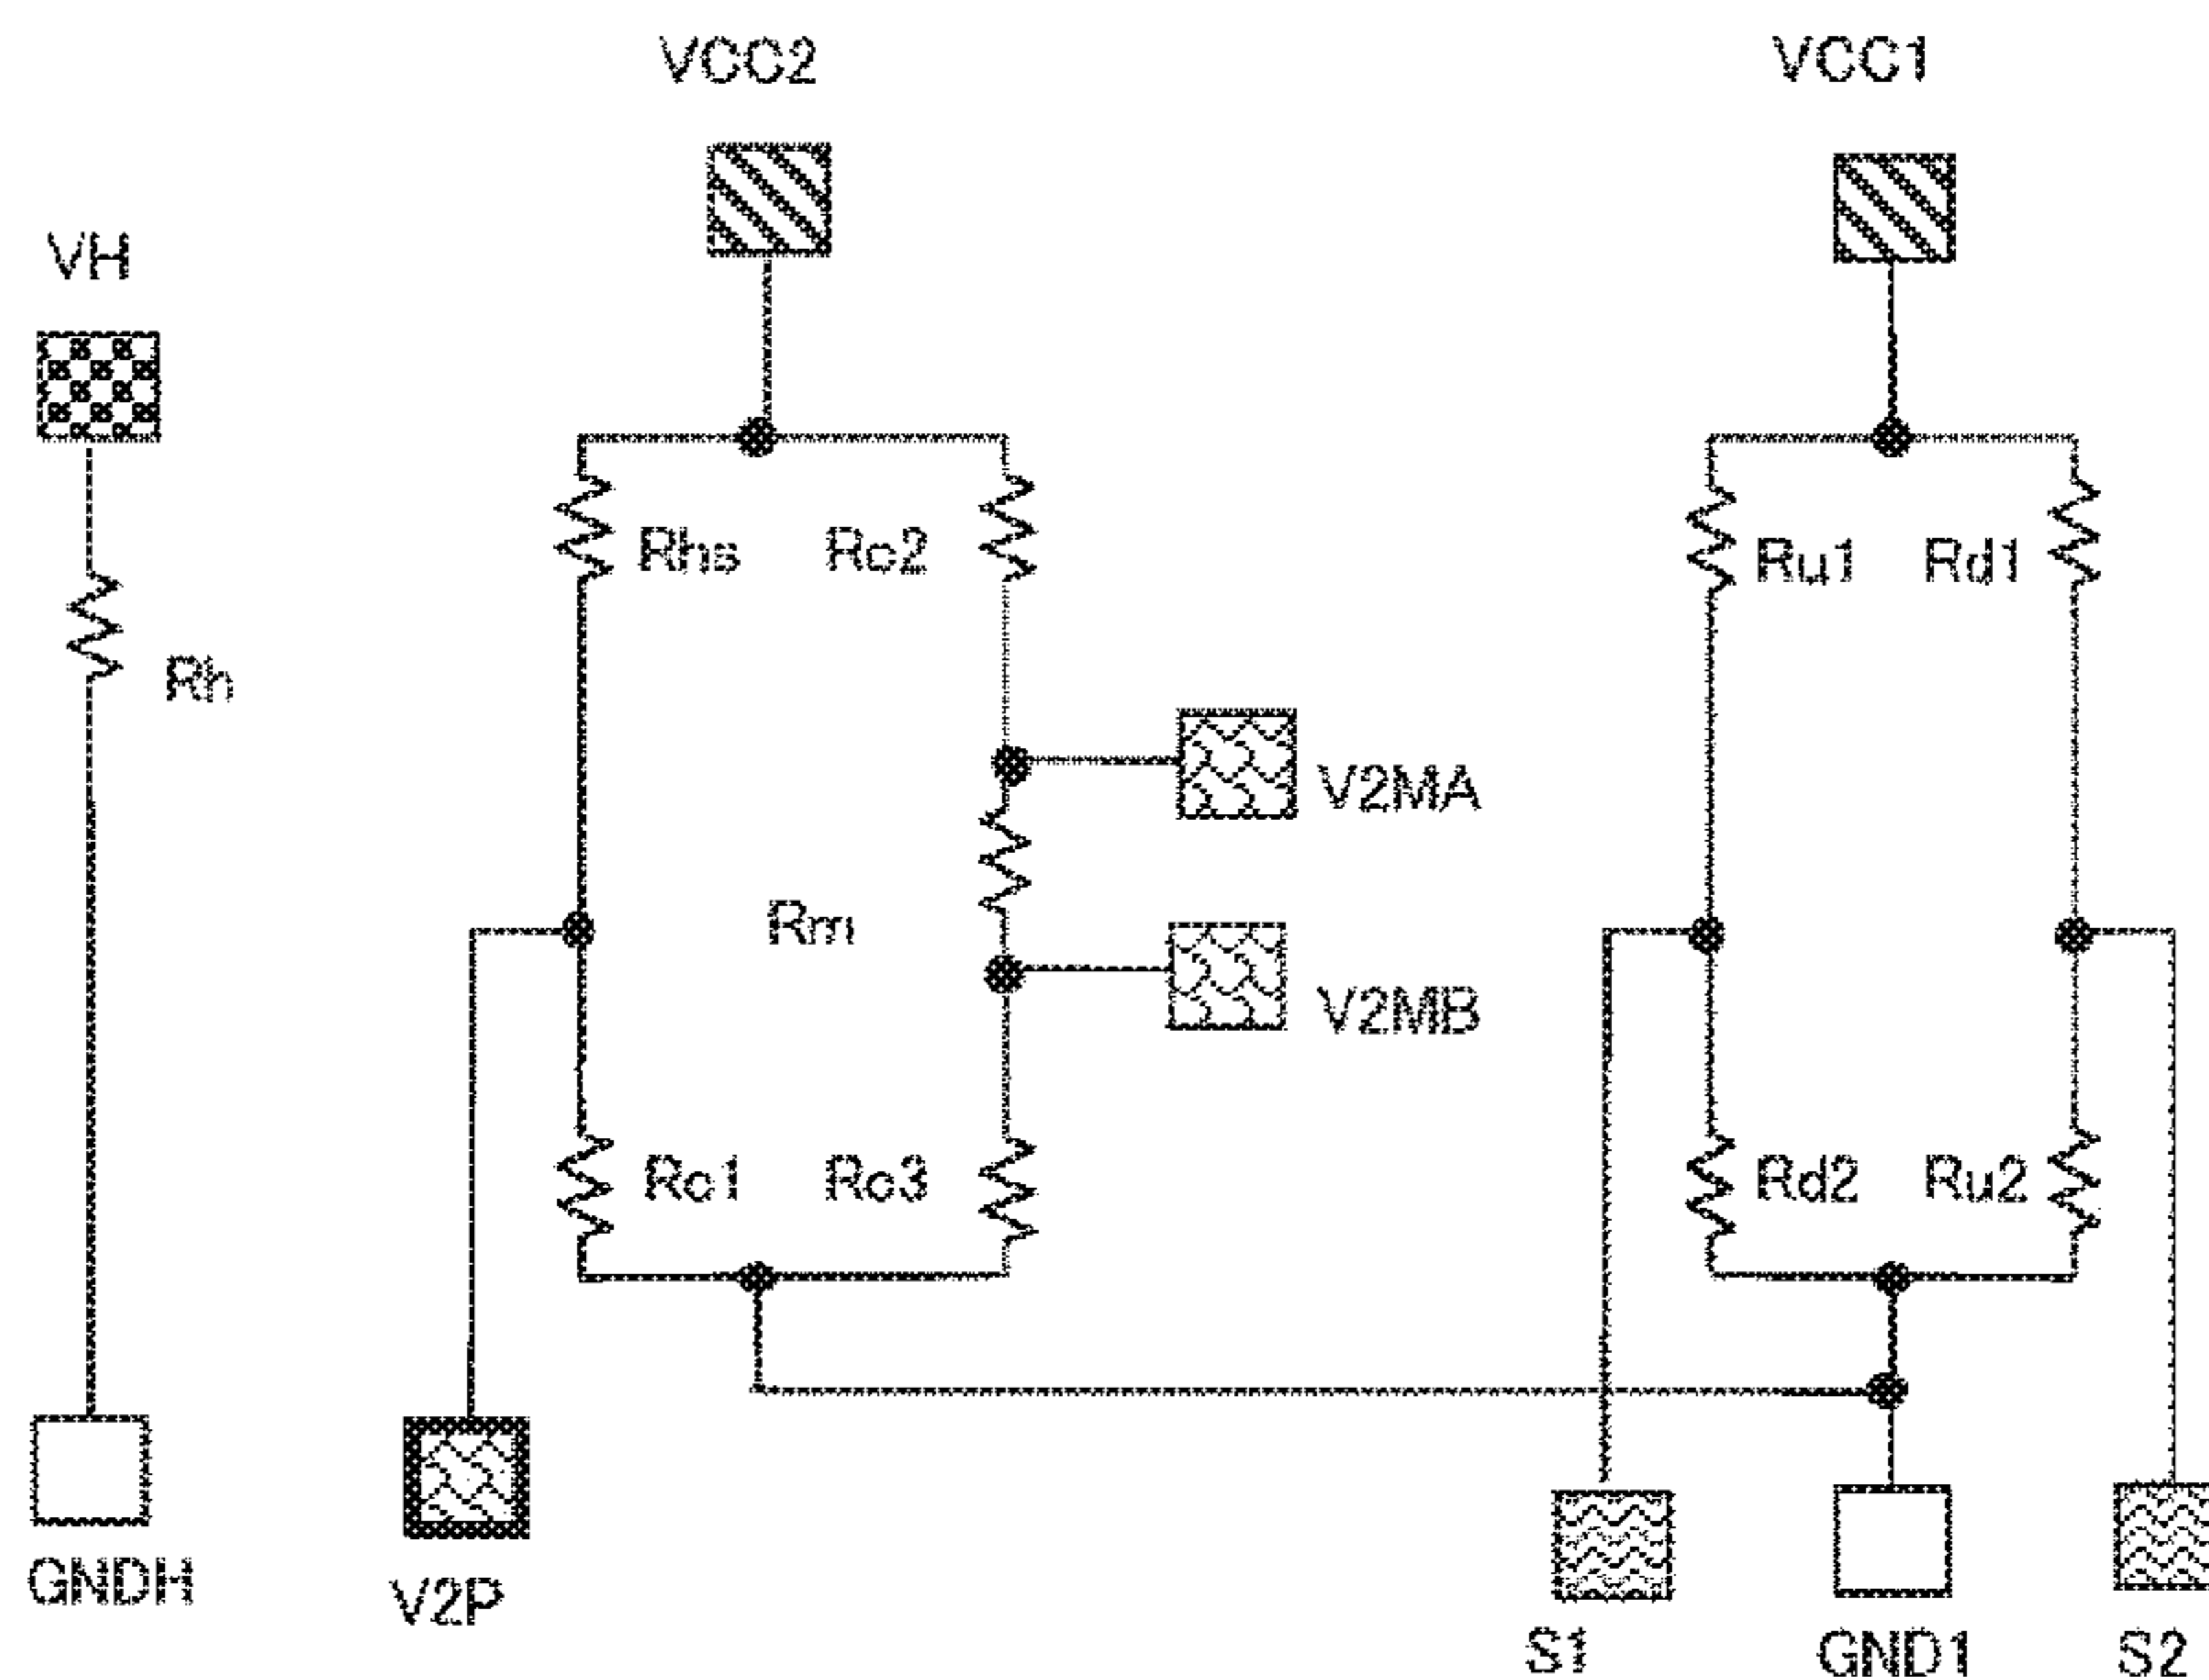 VCC2
VCC1
VH
Rhs
Rc2
Ru1
Rd1
Rh
V2MA
Rm
V2MB
Rc1
Rc3
Rd2
Ru2
GNDH
V2P
S1
GND1
S2